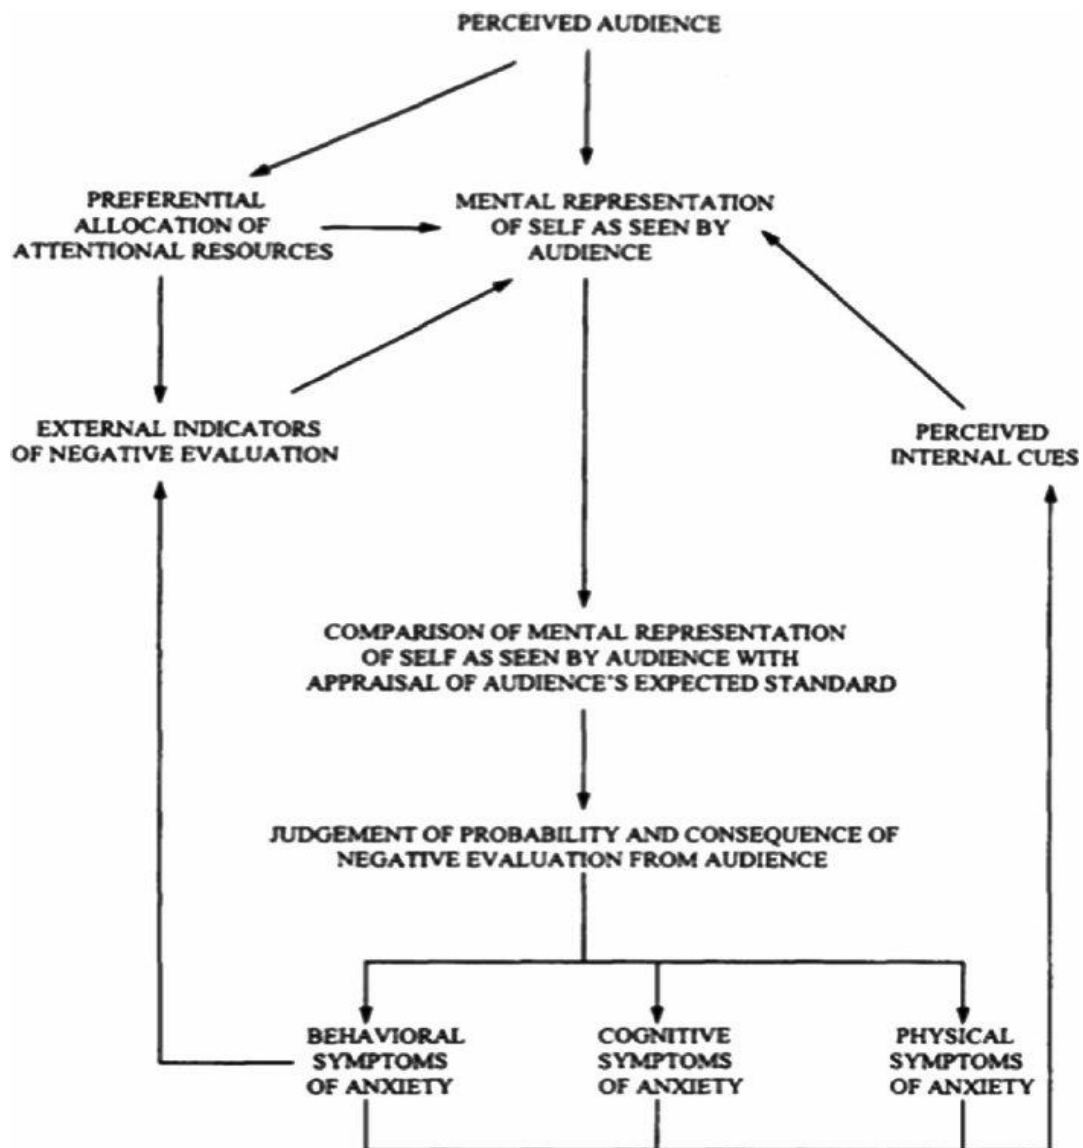 PERCEIVED AUDIENCE
PREFERENTIAL
ALLOCATION OF
ATTENTIONAL RESOURCES
MENTAL REPRESENTATION
OF SELF AS SEEN BY
AUDIENCE
EXTERNAL INDICATORS
OF NEGATIVE EVALUATION
PERCEIVED
INTERNAL CUES
COMPARISON OF MENTAL REPRESENTATION
OF SELF AS SEEN BY AUDIENCE WITH
APPRAISAL OF AUDIENCE'S EXPECTED STANDARD
JUDGEMENT OF PROBABILITY AND CONSEQUENCE OF
NEGATIVE EVALUATION FROM AUDIENCE
BEHAVIORAL
SYMPTOMS
OF ANXIETY
COGNITIVE
SYMPTOMS
OF ANXIETY
PHYSICAL
SYMPTOMS
OF ANXIETY